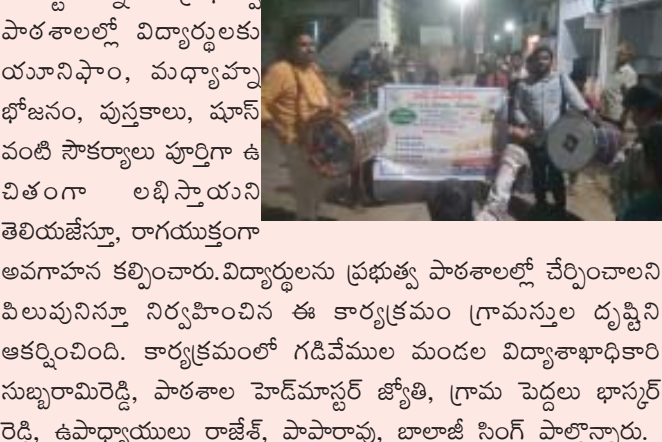 పాఠశాలల్లో విద్యార్థులకు
యూనిఫాం, మధ్యాహ్న
భోజనం, పుస్తకాలు, షూస్
వంటి సౌకర్యాలు పూర్తిగా ఉ
చితంగా లభిస్తాయని
తెలియజేస్తూ, రాగయుక్తంగా
అవగాహన కల్పించారు.విద్యార్థులను ప్రభుత్వ పాఠశాలల్లో చేర్పించాలని
పిలువునిస్తూ నిర్వహించిన ఈ కార్యక్రమం గ్రామస్తుల దృష్టిని
ఆకర్షించింది. కార్యక్రమంలో గడివేముల మండల విద్యాశాఖాధికారి
సుబ్బరామిరెడ్డి, పాఠశాల హెడ్‌మాస్టర్ జ్యోతి, గ్రామ పెద్దలు భాస్కర్
రెడ్డి, ఉపాధ్యాయులు రాజేశ్, పాపారావు, బాలాజీ సింగ్ పాల్గొన్నారు.